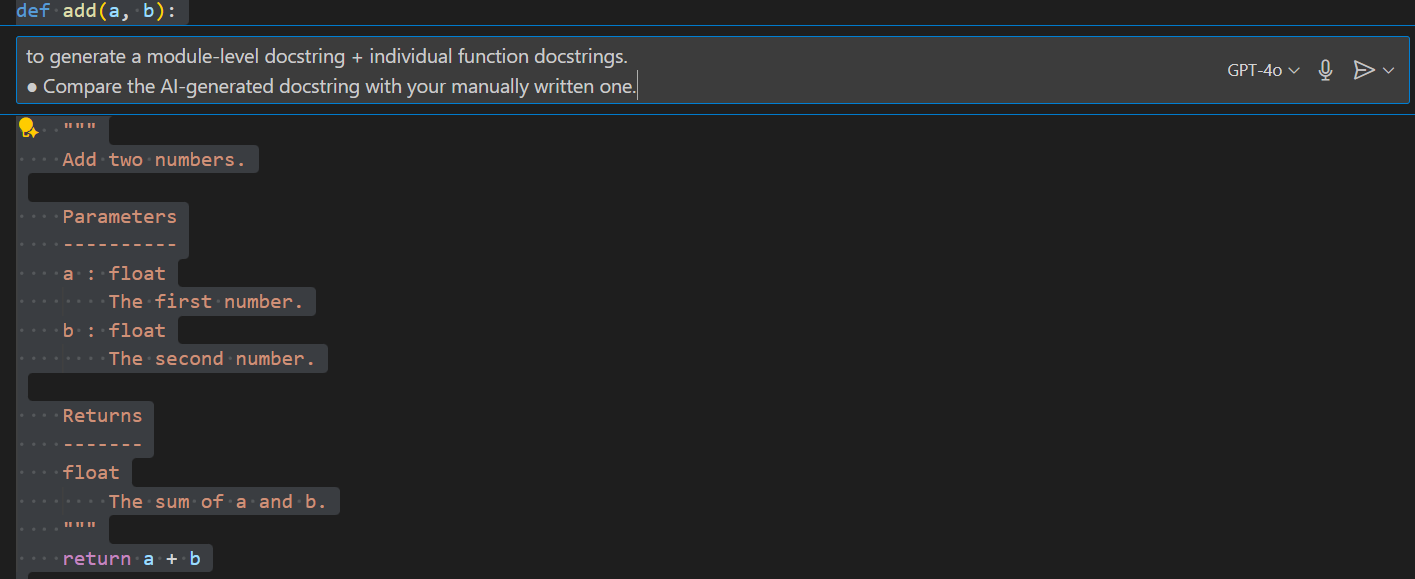 def add(a, b):
to generate a module-level docstring + individual function docstrings.
● Compare the AI-generated docstring with your manually written one.
GPT-4o
"""
Add two numbers.
Parameters
----------
a : float
The first number.
b : float
The second number.
Returns
-------
float
The sum of a and b.
"""
return a + b